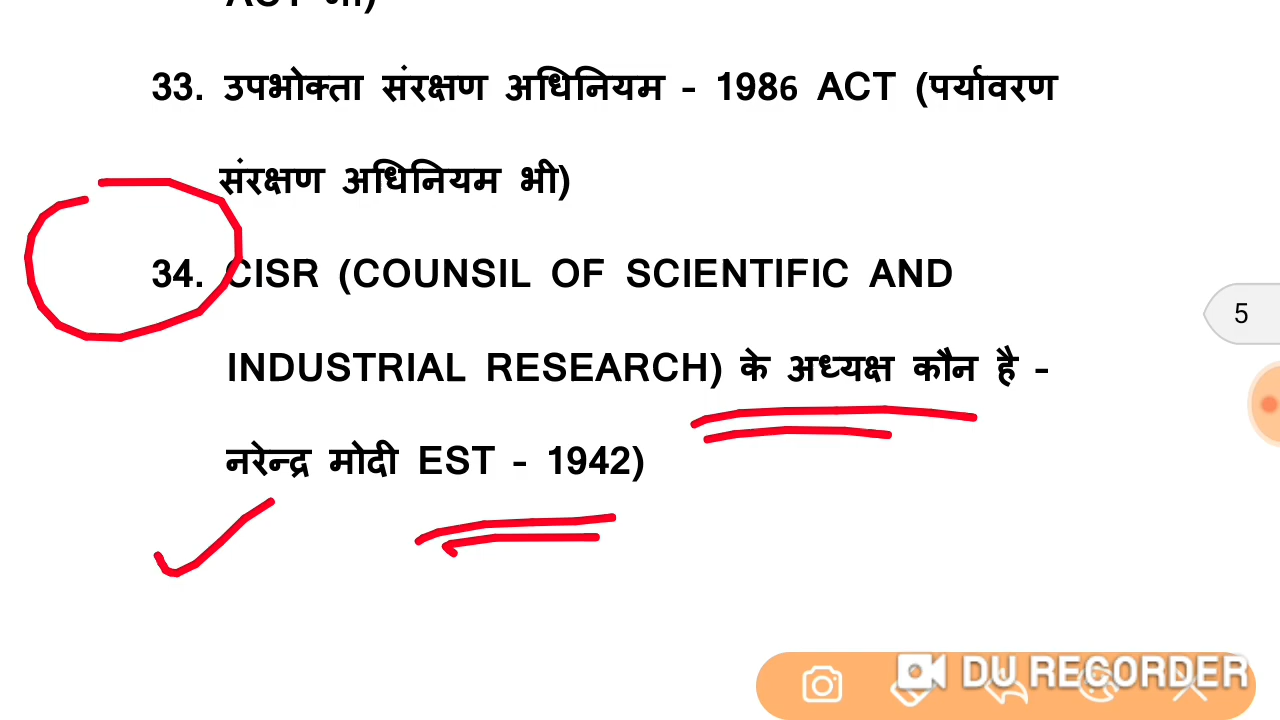 33. उपभोक्ता संरक्षण अधिनियम - 1986 ACT (पर्यावरण
संरक्षण अधिनियम भी)
34. CISR (COUNSIL OF SCIENTIFIC AND
INDUSTRIAL RESEARCH) के अध्यक्ष कौन है -
5
नरेन्द्र मोदी EST - 1942)
DU RECORDER